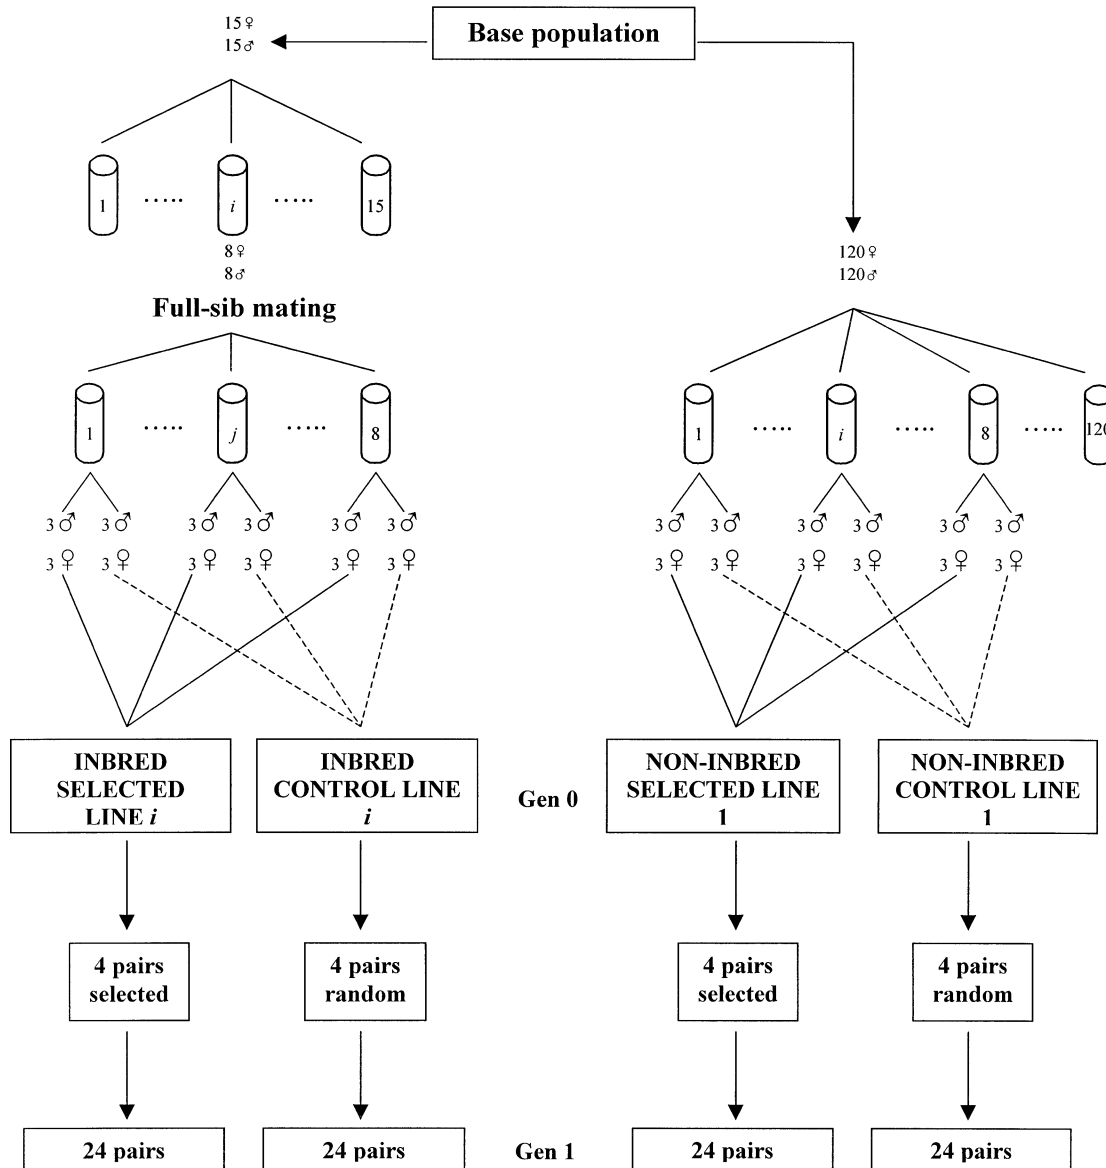 15♀
15♂
Base population
1 ..... i ..... 15
8♀
8♂
120♀
120♂
Full-sib mating
1 ..... j ..... 8
1 ..... i ..... 8 ..... 120
3♂ 3♂ 3♂ 3♂ 3♂ 3♂
3♀ 3♀ 3♀ 3♀ 3♀ 3♀
3♂ 3♂ 3♂ 3♂ 3♂ 3♂
3♀ 3♀ 3♀ 3♀ 3♀ 3♀
INBRED
SELECTED
LINE i
INBRED
CONTROL LINE
i
Gen 0
NON-INBRED
SELECTED LINE
1
NON-INBRED
CONTROL LINE
1
4 pairs
selected
4 pairs
random
4 pairs
selected
4 pairs
random
24 pairs
24 pairs
Gen 1
24 pairs
24 pairs